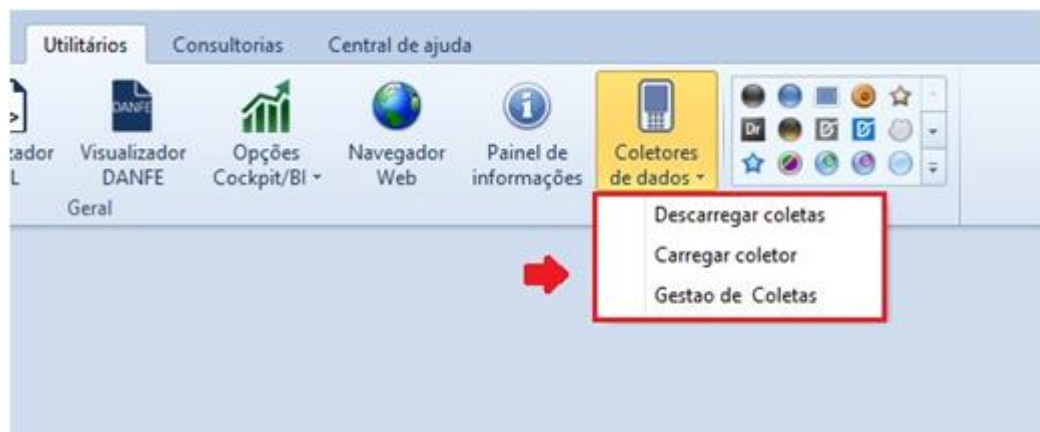 Utilitários Consultorias Central de ajuda
DANFE
Visualizador
DANFE
Opções
Cockpit/BI
Navegador
Web
Painel de
informações
Coletores
de dados
Dr
Geral
Descarregar coletas
Carregar coletor
Gestao de Coletas